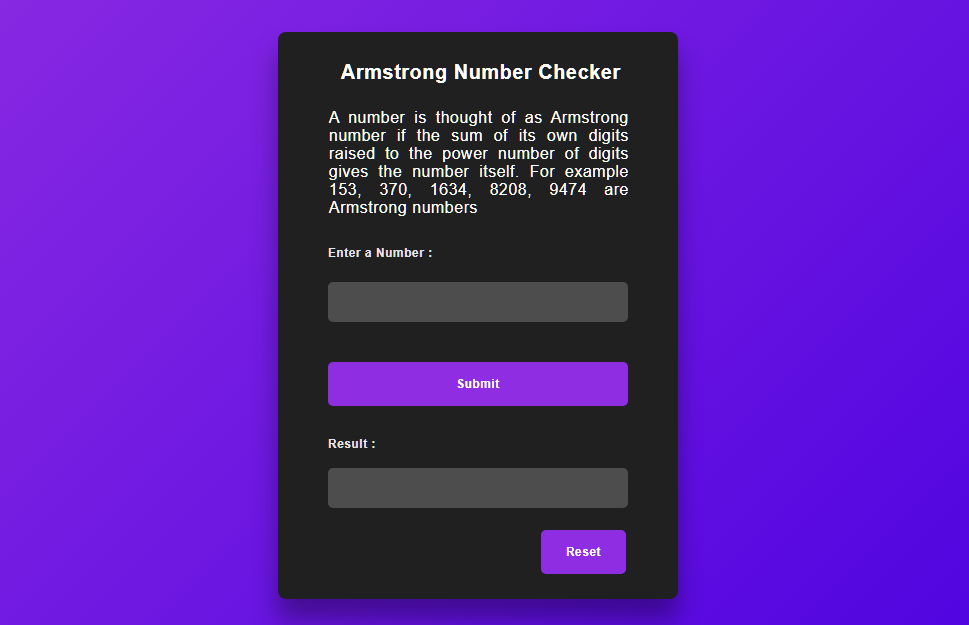 Armstrong Number Checker
A number is thought of as Armstrong
number if the sum of its own digits
raised to the power number of digits
gives the number itself. For example
153, 370, 1634, 8208, 9474 are
Armstrong numbers
Enter a Number :
Submit
Result :
Reset